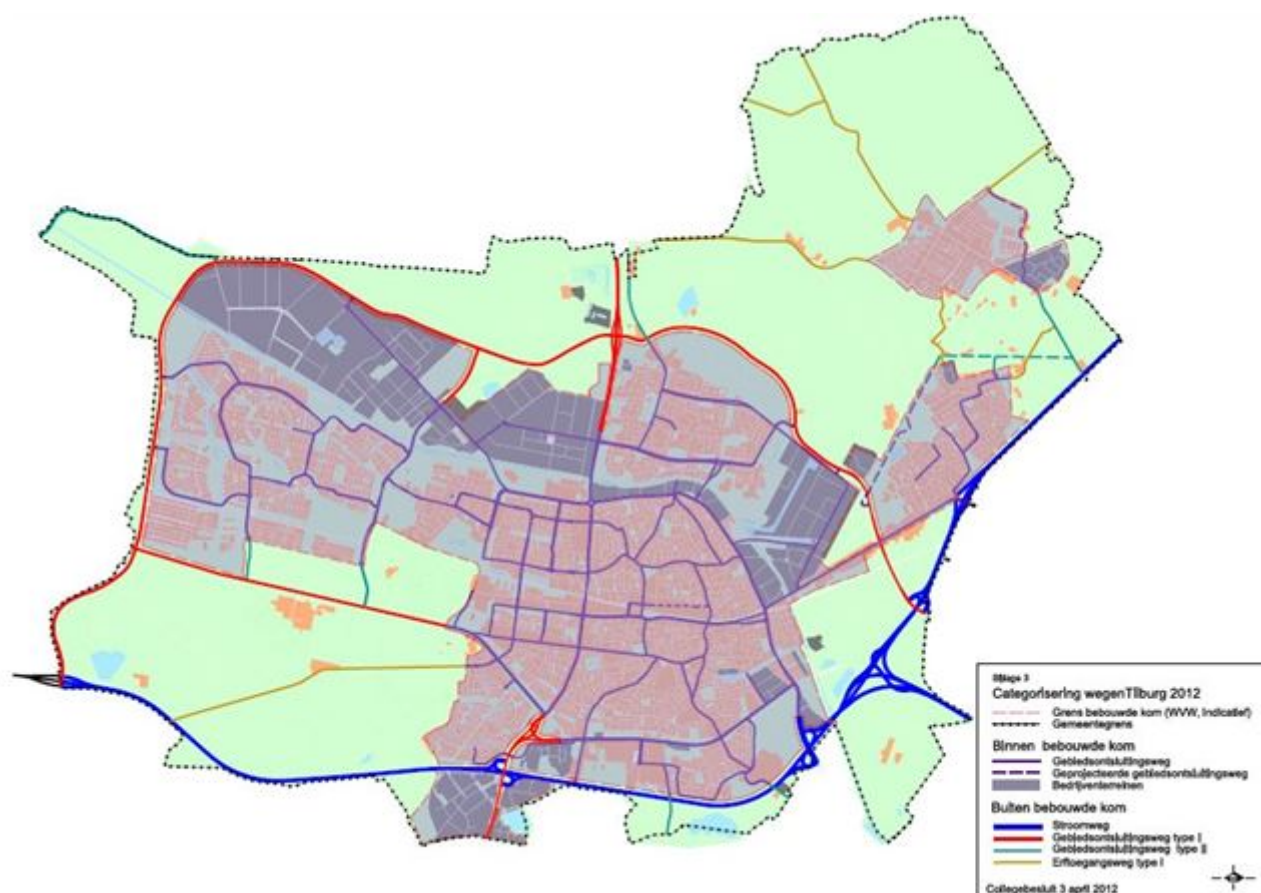 Bijlage 3
Categorisering wegen Tilburg 2012
Grens bebouwde kom (WVW, indicatief)
Gemeentegrens
Binnen bebouwde kom
Gebiedsontsluitingsweg
Geprojecteerde gebiedsontsluitingsweg
Bedrijventerreinen
Buiten bebouwde kom
Stroomweg
Gebiedsontsluitingsweg type I
Gebiedsontsluitingsweg type II
Erftoegangsweg type I
Collegebesluit 3 april 2012